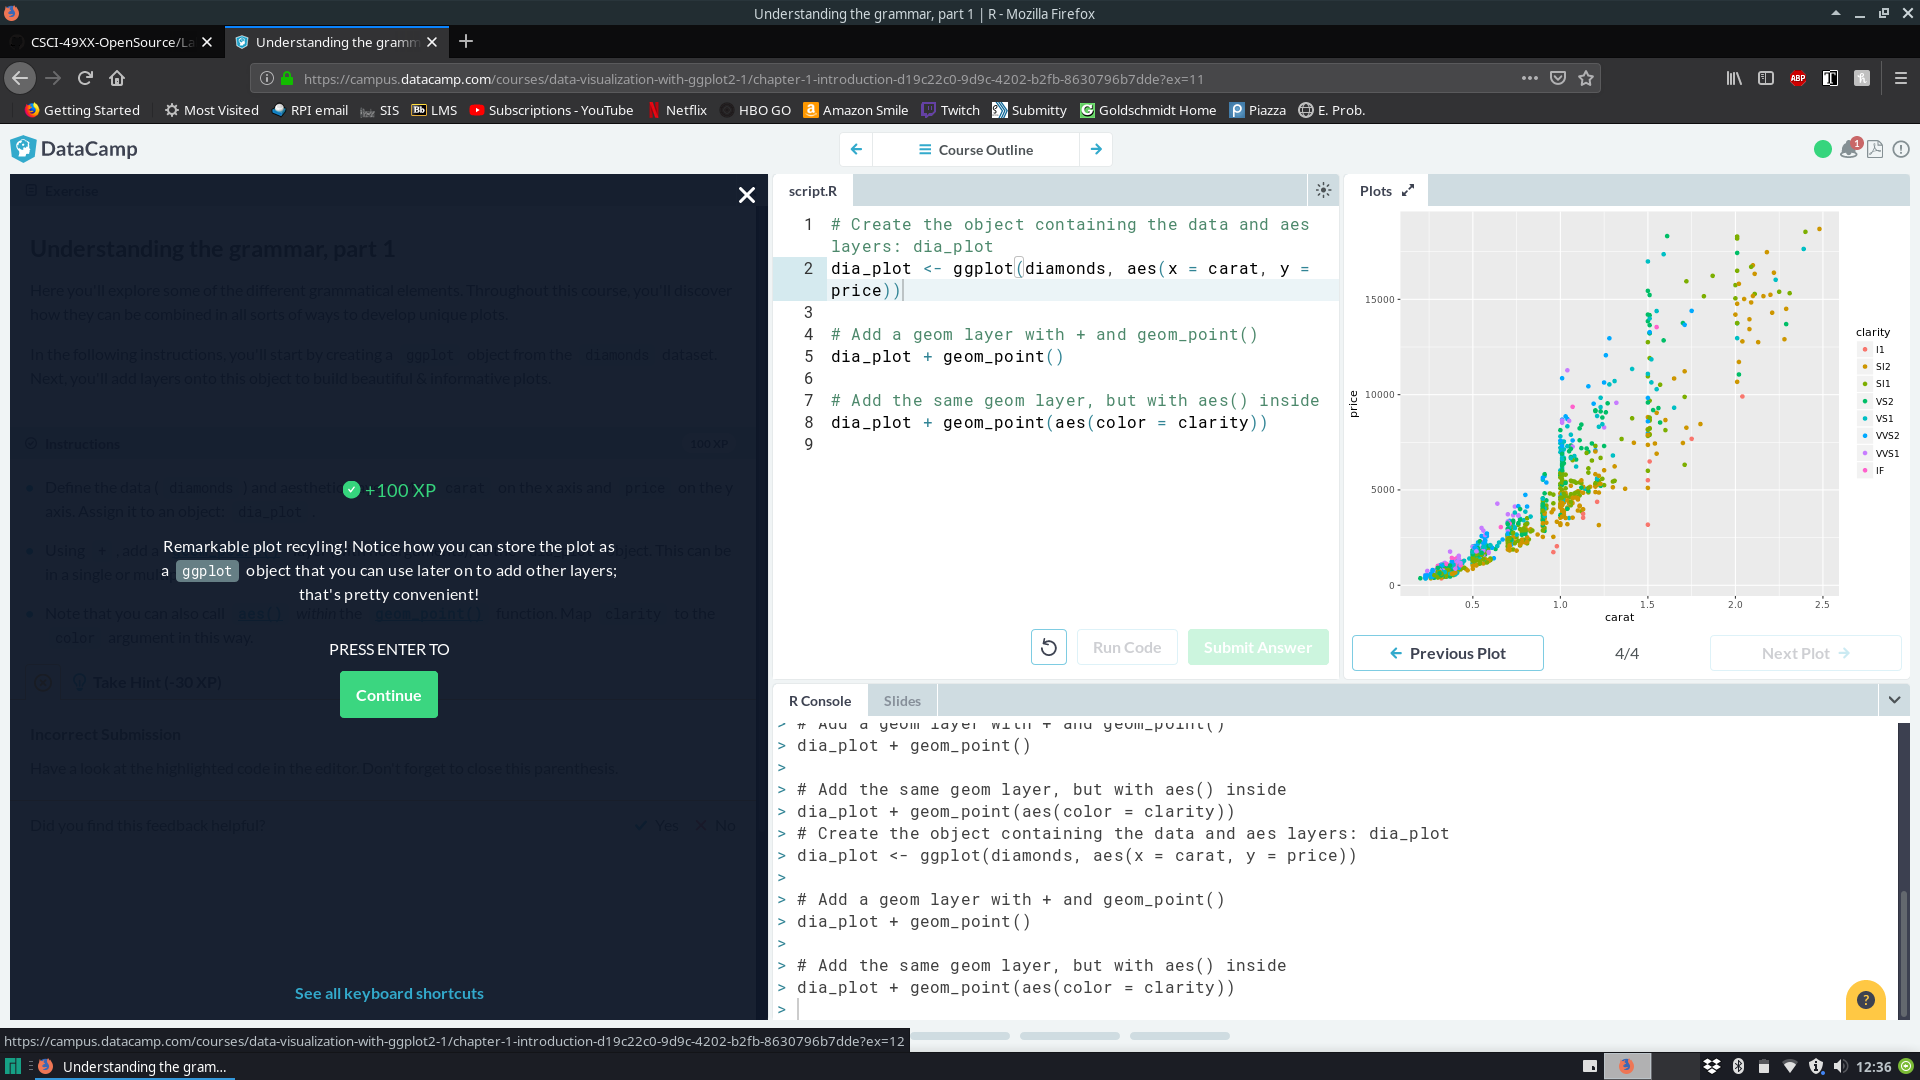 Understanding the grammar, part 1 | R - Mozilla Firefox
CSCI-49XX-OpenSource/La
Understanding the gramm
https://campus.datacamp.com/courses/data-visualization-with-ggplot2-1/chapter-1-introduction-d19c22c0-9d9c-4202-b2fb-8630796b7dde?ex=11
ABP
Getting Started
Most Visited
RPI email
SIS
Bb LMS
Subscriptions - YouTube
Netflix
HBO GO
Amazon Smile
Twitch
Submitty
Goldschmidt Home
Piazza
E. Prob.
DataCamp
Course Outline
1
Exercise
Understanding the grammar, part 1
Here you'll explore some of the different grammatical elements. Throughout this course, you'll discover
how they can be combined in all sorts of ways to develop unique plots.
In the following instructions, you'll start by creating a ggplot object from the diamonds dataset.
Next, you'll add layers onto this object to build beautiful & informative plots.
Instructions
100 XP
Define the data ( diamonds ) and aesthetic carat on the x axis and price on the y
axis. Assign it to an object: dia_plot .
Using + , add a bject. This can be
in a single or mu
Note that you can also call aes() within the geom_point() function. Map clarity to the
color argument in this way.
Take Hint (-30 XP)
Incorrect Submission
Have a look at the highlighted code in the editor. Don't forget to close this parenthesis.
Did you find this feedback helpful?
Yes
No
+100 XP
Remarkable plot recyling! Notice how you can store the plot as
a ggplot object that you can use later on to add other layers;
that's pretty convenient!
PRESS ENTER TO
Continue
See all keyboard shortcuts
script.R
1 # Create the object containing the data and aes
layers: dia_plot
2 dia_plot <- ggplot(diamonds, aes(x = carat, y =
price))
3
4 # Add a geom layer with + and geom_point()
5 dia_plot + geom_point()
6
7 # Add the same geom layer, but with aes() inside
8 dia_plot + geom_point(aes(color = clarity))
9
Run Code
Submit Answer
Plots
15000
10000
5000
0
price
0.5 1.0 1.5 2.0 2.5
carat
clarity
I1
SI2
SI1
VS2
VS1
VVS2
VVS1
IF
Previous Plot
4/4
Next Plot
R Console
Slides
> # Add a geom layer with + and geom_point()
> dia_plot + geom_point()
>
> # Add the same geom layer, but with aes() inside
> dia_plot + geom_point(aes(color = clarity))
> # Create the object containing the data and aes layers: dia_plot
> dia_plot <- ggplot(diamonds, aes(x = carat, y = price))
>
> # Add a geom layer with + and geom_point()
> dia_plot + geom_point()
>
> # Add the same geom layer, but with aes() inside
> dia_plot + geom_point(aes(color = clarity))
>
?
https://campus.datacamp.com/courses/data-visualization-with-ggplot2-1/chapter-1-introduction-d19c22c0-9d9c-4202-b2fb-8630796b7dde?ex=12
Understanding the gram...
12:36